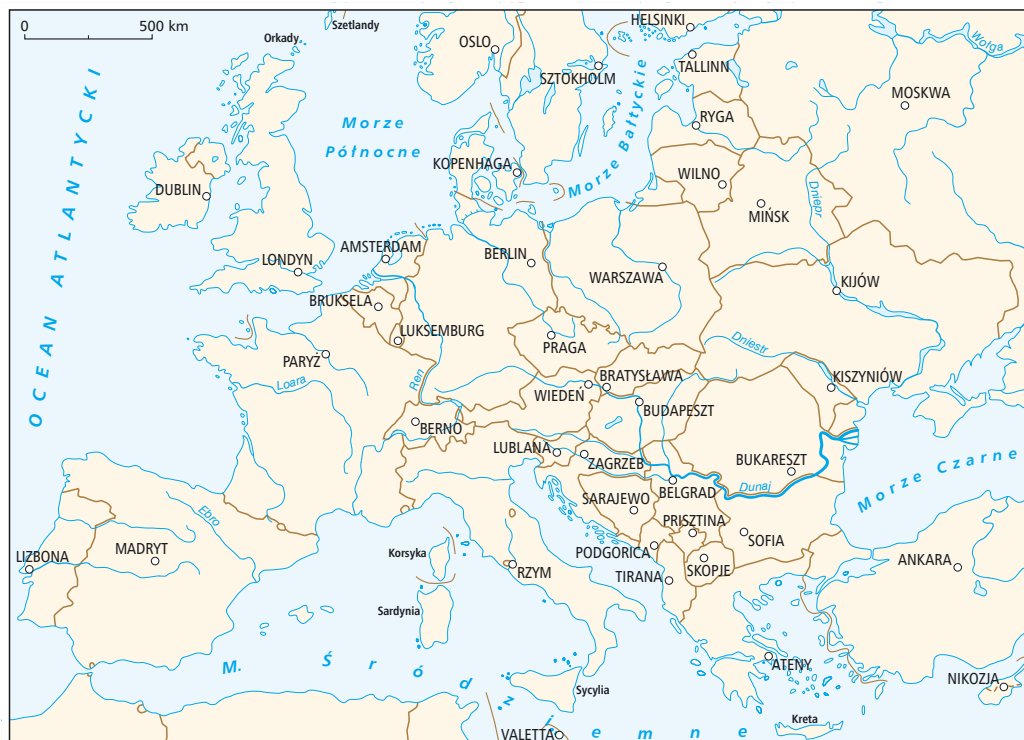 0 500 km
Szetlandy
Orkady
HELSINKI
OSLO
SZTOKHOLM
TALLINN
Wołga
MOSKWA
OCEAN ATLANTYCKI
Morze
Północne
Morze Bałtyckie
RYGA
KOPENHAGA
WILNO
DUBLIN
MIŃSK
Dniepr
AMSTERDAM
LONDYN
BERLIN
WARSZAWA
KIJÓW
BRUKSELA
LUKSEMBURG
PRAGA
Dniestr
PARYŻ
Ren
Loara
BRATYSŁAWA
KISZYNIÓW
WIEDEŃ
BUDAPESZT
BERNO
LUBLANA
ZAGRZEB
BUKARESZT
Dunaj
Morze Czarne
BELGRAD
SARAJEWO
Ebro
PRISZTINA
SOFIA
LIZBONA
MADRYT
Korsyka
PODGORICA
ANKARA
RZYM
TIRANA
SKOPIE
Sardynia
M. Śródziemne
ATENY
NIKOZJA
Sycylia
Kreta
VALETTA